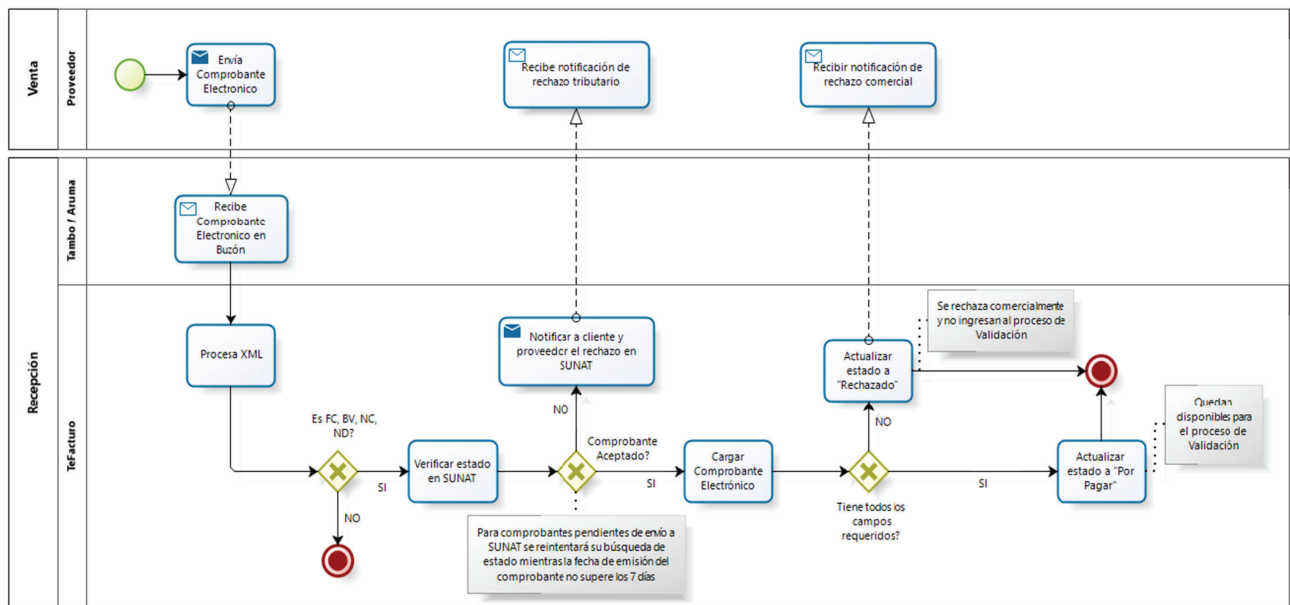 Venta
Proveedor
Envía
Comprobante
Electronico
Recibe notificación de
rechazo tributario
Recibir notificación de
rechazo comercial
Recepción
Tambo / Aruma
Recibe
Comprobante
Electronico en
Buzón
TeFacturo
Procesa XML
Notificar a cliente y
proveedor el rechazo en
SUNAT
Actualizar
estado a
"Rechazado"
Se rechaza comercialmente
y no ingresan al proceso de
Validación
Es FC, BV, NC,
ND?
SI
NO
Verificar estado
en SUNAT
NO
Comprobante
Aceptado?
SI
Cargar
Comprobante
Electrónico
NO
SI
Tiene todos los
campos
requeridos?
Actualizar
estado a "Por
Pagar"
Quedan
disponibles para
el proceso de
Validación
Para comprobantes pendientes de envío a
SUNAT se reintentará su búsqueda de
estado mientras la fecha de emisión del
comprobante no supere los 7 días